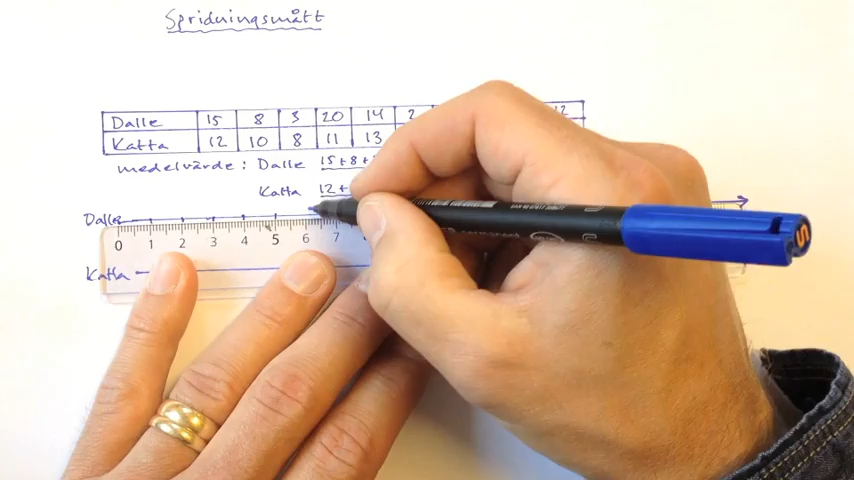 Spridningsmått
Dalle 15 8 3 20 14 2 12
Katta 12 10 8 11 13
medelvärde: Dalle 15+8+
Katta 12+
Dalle
0 1 2 3 4 5 6 7
Katta